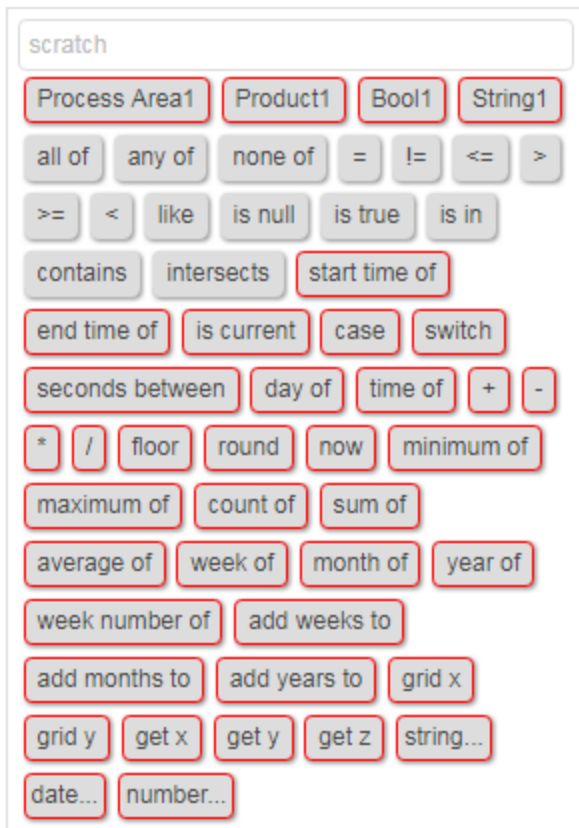 scratch
Process Area1 Product1 Bool1 String1
all of any of none of = != <= >
>= < like is null is true is in
contains intersects start time of
end time of is current case switch
seconds between day of time of + -
* / floor round now minimum of
maximum of count of sum of
average of week of month of year of
week number of add weeks to
add months to add years to grid x
grid y get x get y get z string...
date... number...